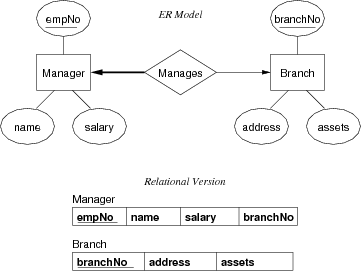 ER Model
empNo
branchNo
Manager
Manages
Branch
name
salary
address
assets
Relational Version
Manager
empNo name salary branchNo
Branch
branchNo address assets